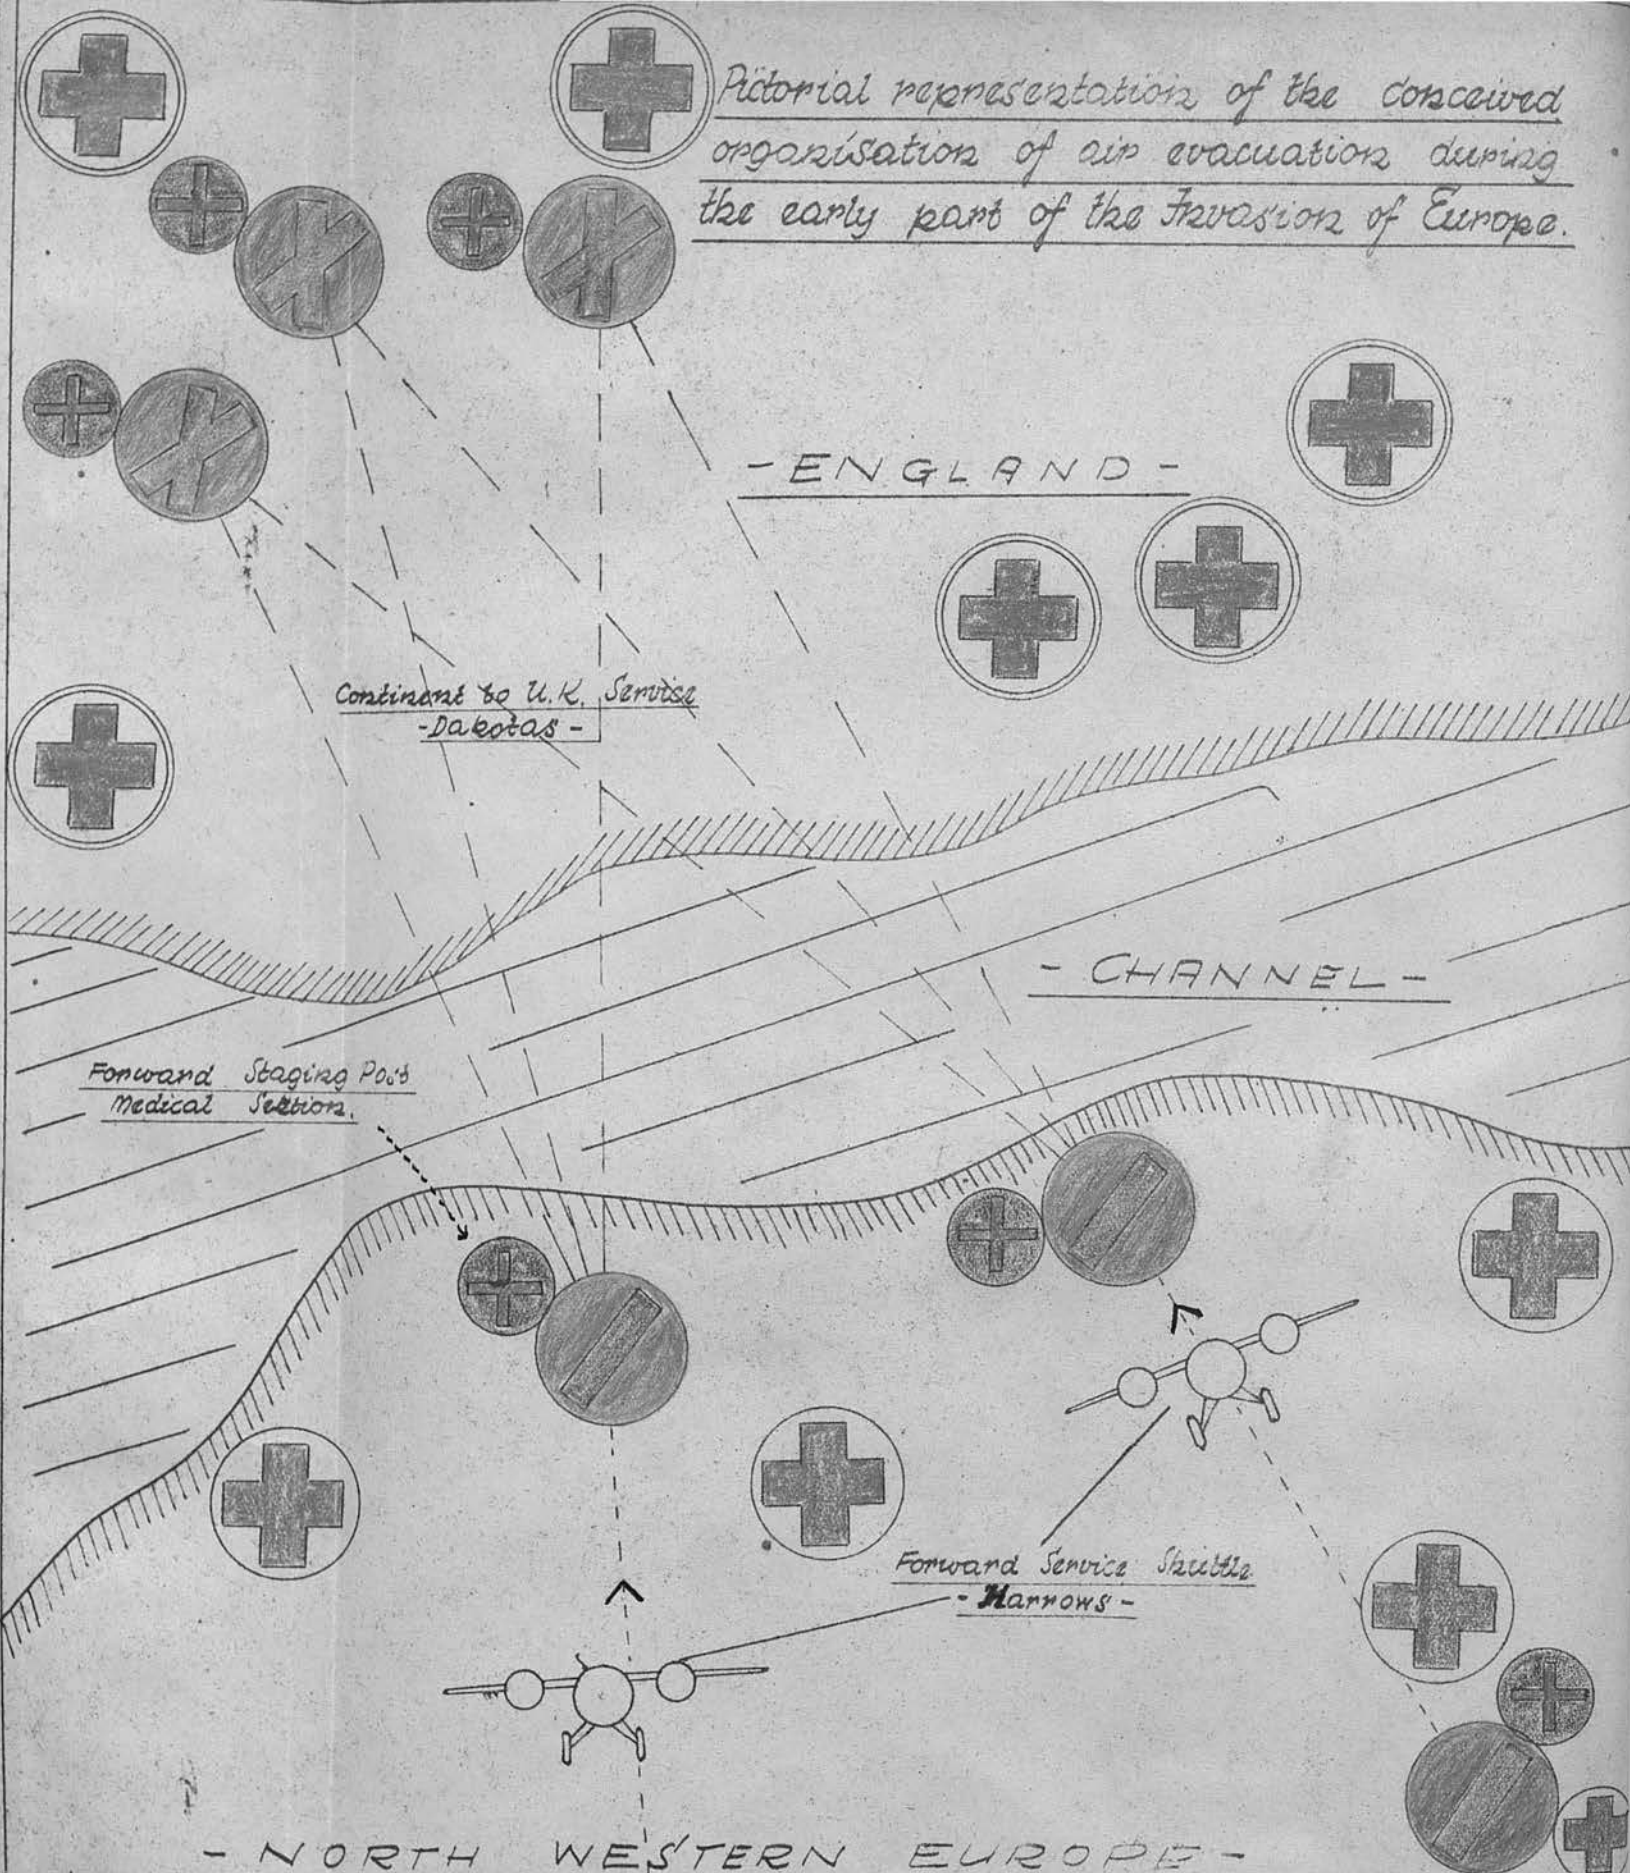 Pictorial representation of the conceived
organisation of air evacuation during
the early part of the Invasion of Europe.
- ENGLAND -
Continent to U.K. Service
- Dakotas -
- CHANNEL -
Forward Staging Post
Medical Section.
Forward Service Shuttle
- Harrows -
- NORTH WESTERN EUROPE -